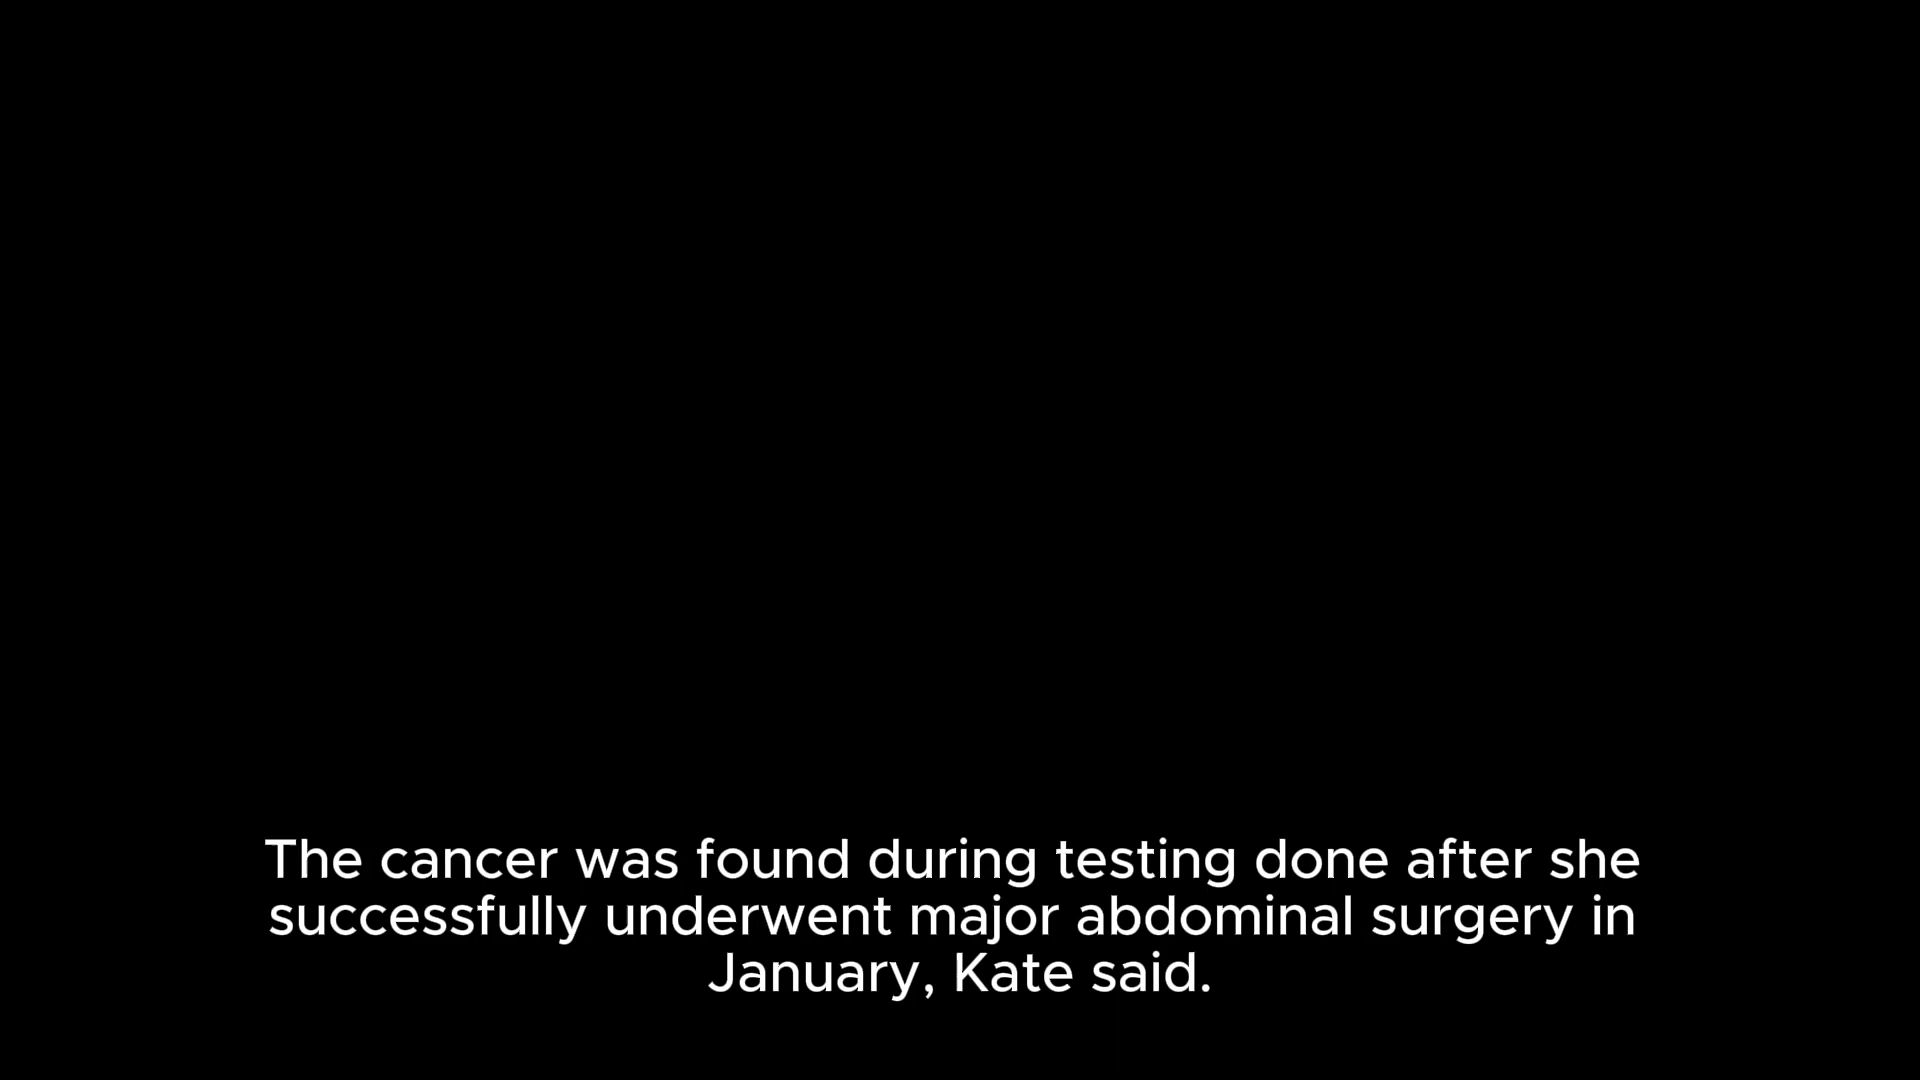 The cancer was found during testing done after she
successfully underwent major abdominal surgery in
January, Kate said.